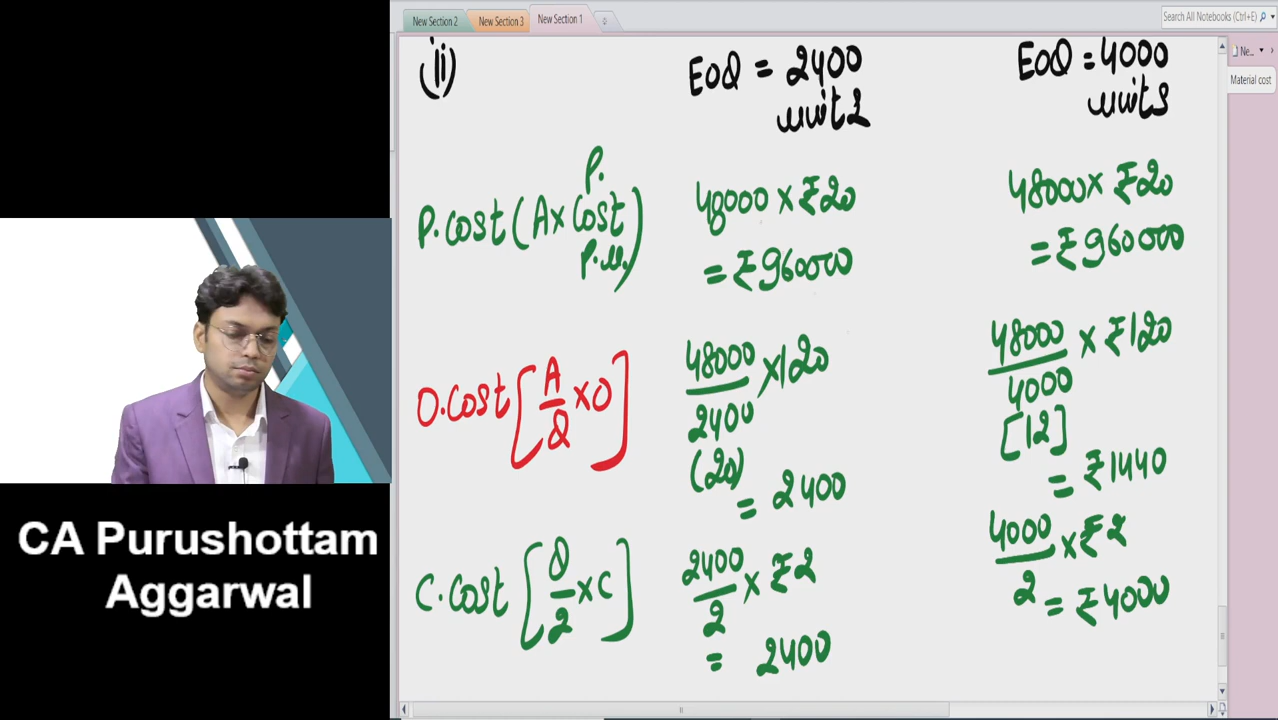 New Section 2 New Section 3 New Section 1
Search All Notebooks (Ctrl+E)
Ne...
Material cost
(ii)
EOQ = 2400 units
EOQ = 4000 units
P.cost (A x P. Cost p.u.)
48000 x ₹20
= ₹960000
48000 x ₹20
= ₹960000
O.cost [A/Q x O]
48000/2400 x 120
(20)
= 2400
48000/4000 x ₹120
[12]
= ₹1440
C.cost [Q/2 x C]
2400/2 x ₹2
= 2400
4000/2 x ₹2
= ₹4000
CA Purushottam
Aggarwal